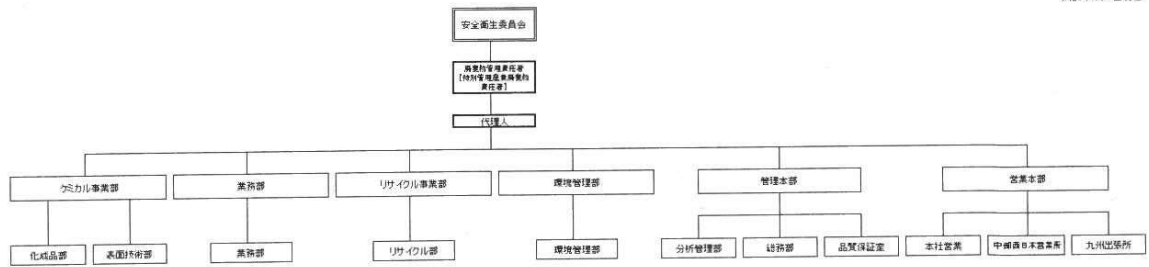 安全衛生委員会
廃棄物管理責任者
[特別管理産業廃棄物
責任者]
代理人
ケミカル事業部
業務部
リサイクル事業部
環境管理部
管理本部
営業本部
化成品部
表面技術部
業務部
リサイクル部
環境管理部
分析管理部
総務部
品質保証室
本社営業
中部西日本営業所
九州出張所